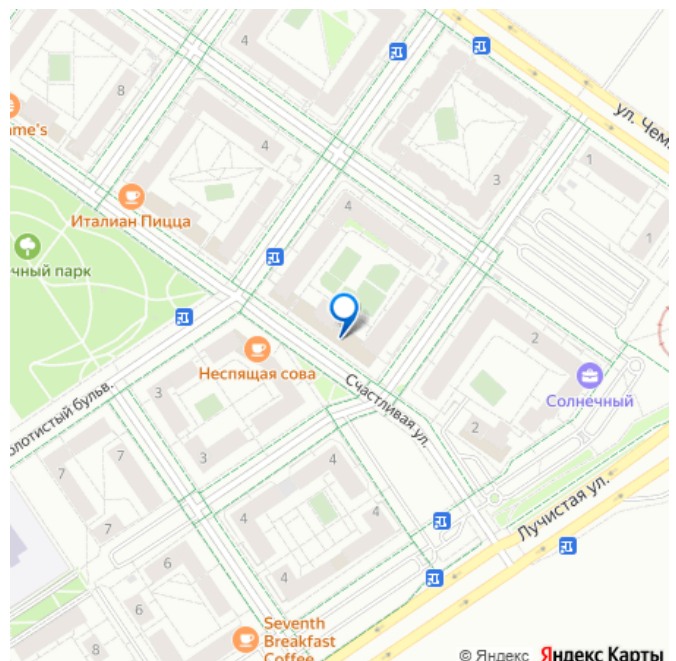 4
8
ame's
4
ул. Чем
1
3
4
1
Италиан Пицца
чный парк
2
Неспящая сова
Солнечный
Счастливая ул.
олотистый бульв.
3
3
2
7
7
7
4
4
4
4
Лучистая ул.
6
6
8
Seventh
Breakfast
Coffee
© Яндекс Яндекс Карты